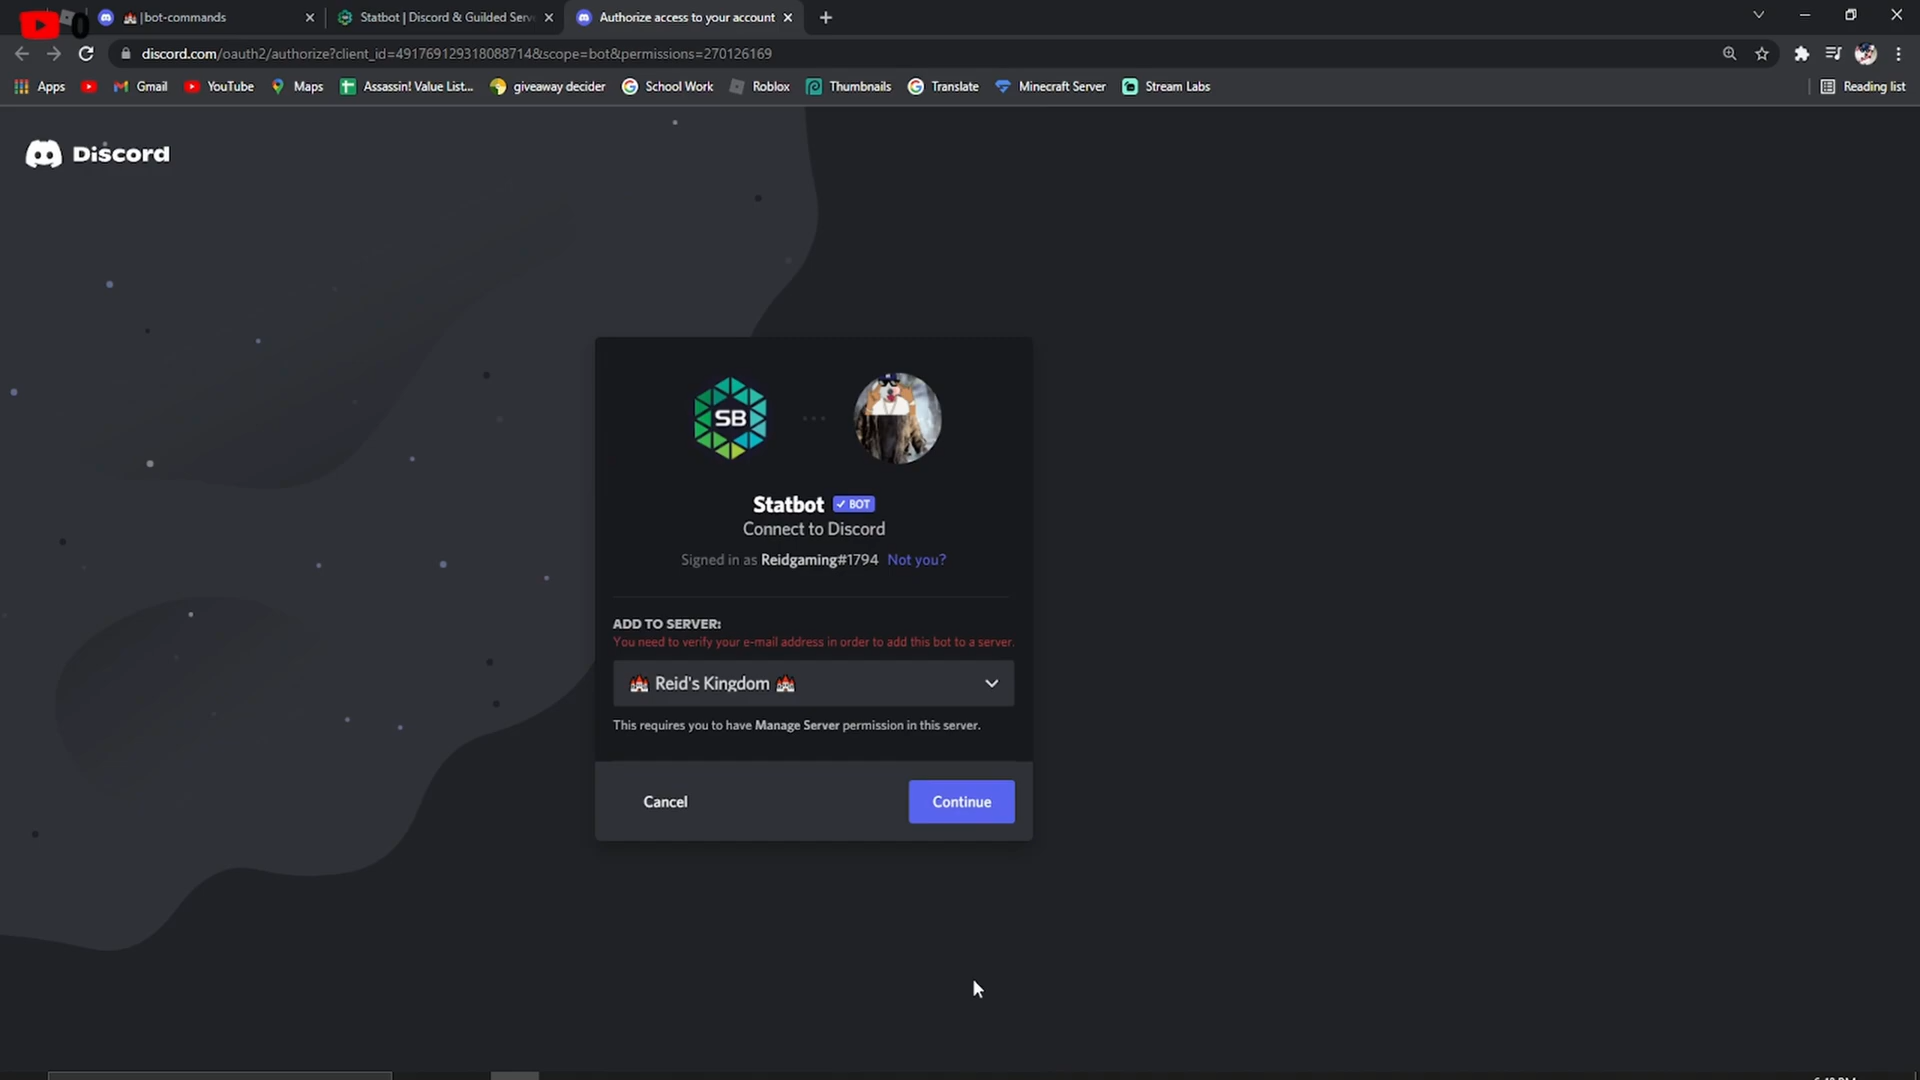 |bot-commands
Statbot | Discord & Guilded Serv
Authorize access to your account
0
discord.com/oauth2/authorize?client_id=491769129318088714&scope=bot&permissions=270126169
Apps
Gmail
YouTube
Maps
Assassin! Value List...
giveaway decider
School Work
Roblox
Thumbnails
Translate
Minecraft Server
Stream Labs
Reading list
Discord
SB
Statbot ✓ BOT
Connect to Discord
Signed in as Reidgaming#1794 Not you?
ADD TO SERVER:
You need to verify your e-mail address in order to add this bot to a server.
🏰 Reid's Kingdom 🏰
This requires you to have Manage Server permission in this server.
Cancel
Continue